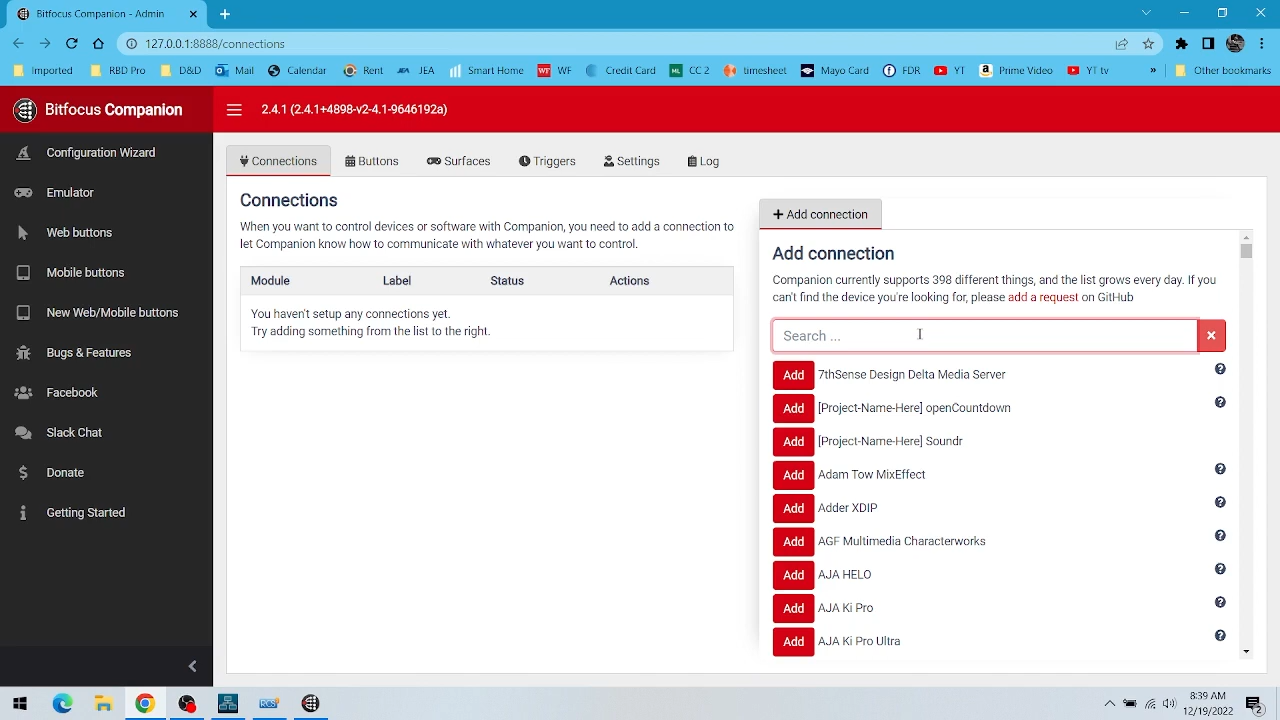 Bitfocus Companion - Admin
127.0.0.1:8888/connections
Imported RBD Pro D&D Mail Calendar Rent JEA JEA Smart Home WT WF Credit Card ML CC 2 timesheet Mayo Card FDR YT a Prime Video YT tv » Other bookmarks
Bitfocus Companion
2.4.1 (2.4.1+4898-v2-4.1-9646192a)
Configuration Wizard
Emulator
Web buttons
Mobile buttons
New Web/Mobile buttons
Bugs & Features
Facebook
Slack Chat
Donate
Getting Started
Connections Buttons Surfaces Triggers Settings Log
Connections
When you want to control devices or software with Companion, you need to add a connection to
let Companion know how to communicate with whatever you want to control.
Module Label Status Actions
You haven't setup any connections yet.
Try adding something from the list to the right.
Add connection
Add connection
Companion currently supports 398 different things, and the list grows every day. If you
can't find the device you're looking for, please add a request on GitHub
Search ...
Add 7thSense Design Delta Media Server
Add [Project-Name-Here] openCountdown
Add [Project-Name-Here] Soundr
Add Adam Tow MixEffect
Add Adder XDIP
Add AGF Multimedia Characterworks
Add AJA HELO
Add AJA Ki Pro
Add AJA Ki Pro Ultra
RCS
8:39 AM
12/19/2022
2